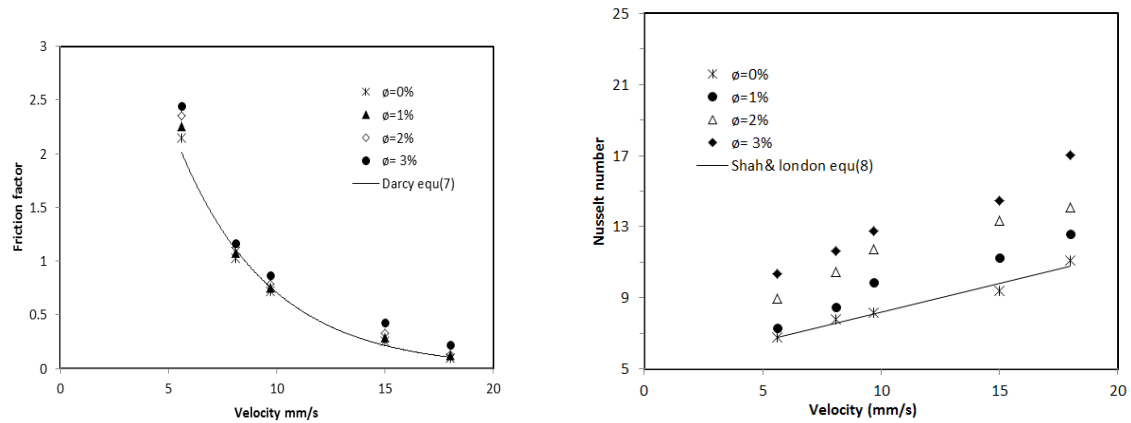 3
2.5
2
1.5
1
0.5
0
0
5
10
15
20
Friction factor
Velocity mm/s
ø=0%
ø=1%
ø=2%
ø= 3%
Darcy equ(7)
25
21
17
13
9
5
0
5
10
15
20
Nusselt number
Velocity (mm/s)
ø=0%
ø=1%
ø=2%
ø= 3%
Shah& london equ(8)